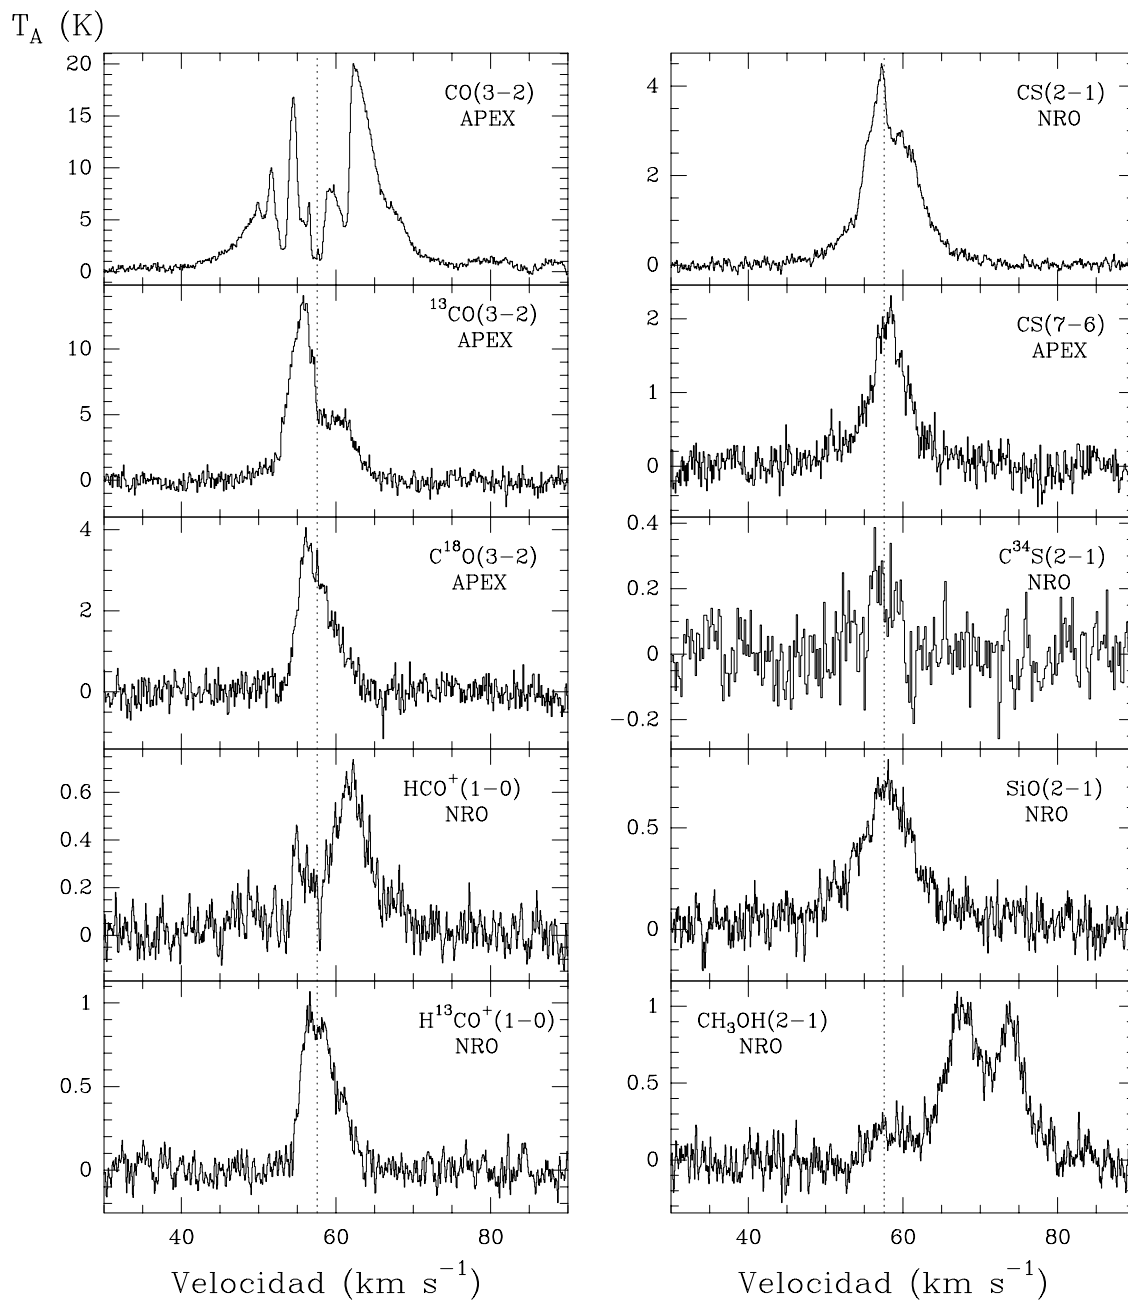 T_A (K)
20
15
10
5
0
CO(3−2)
APEX
10
5
0
¹³CO(3−2)
APEX
4
2
0
C¹⁸O(3−2)
APEX
0.6
0.4
0.2
0
HCO⁺(1−0)
NRO
1
0.5
0
H¹³CO⁺(1−0)
NRO
40 60 80
Velocidad (km s⁻¹)
4
2
0
CS(2−1)
NRO
2
1
0
CS(7−6)
APEX
0.4
0.2
0
−0.2
C³⁴S(2−1)
NRO
0.5
0
SiO(2−1)
NRO
1
0.5
0
CH₃OH(2−1)
NRO
40 60 80
Velocidad (km s⁻¹)